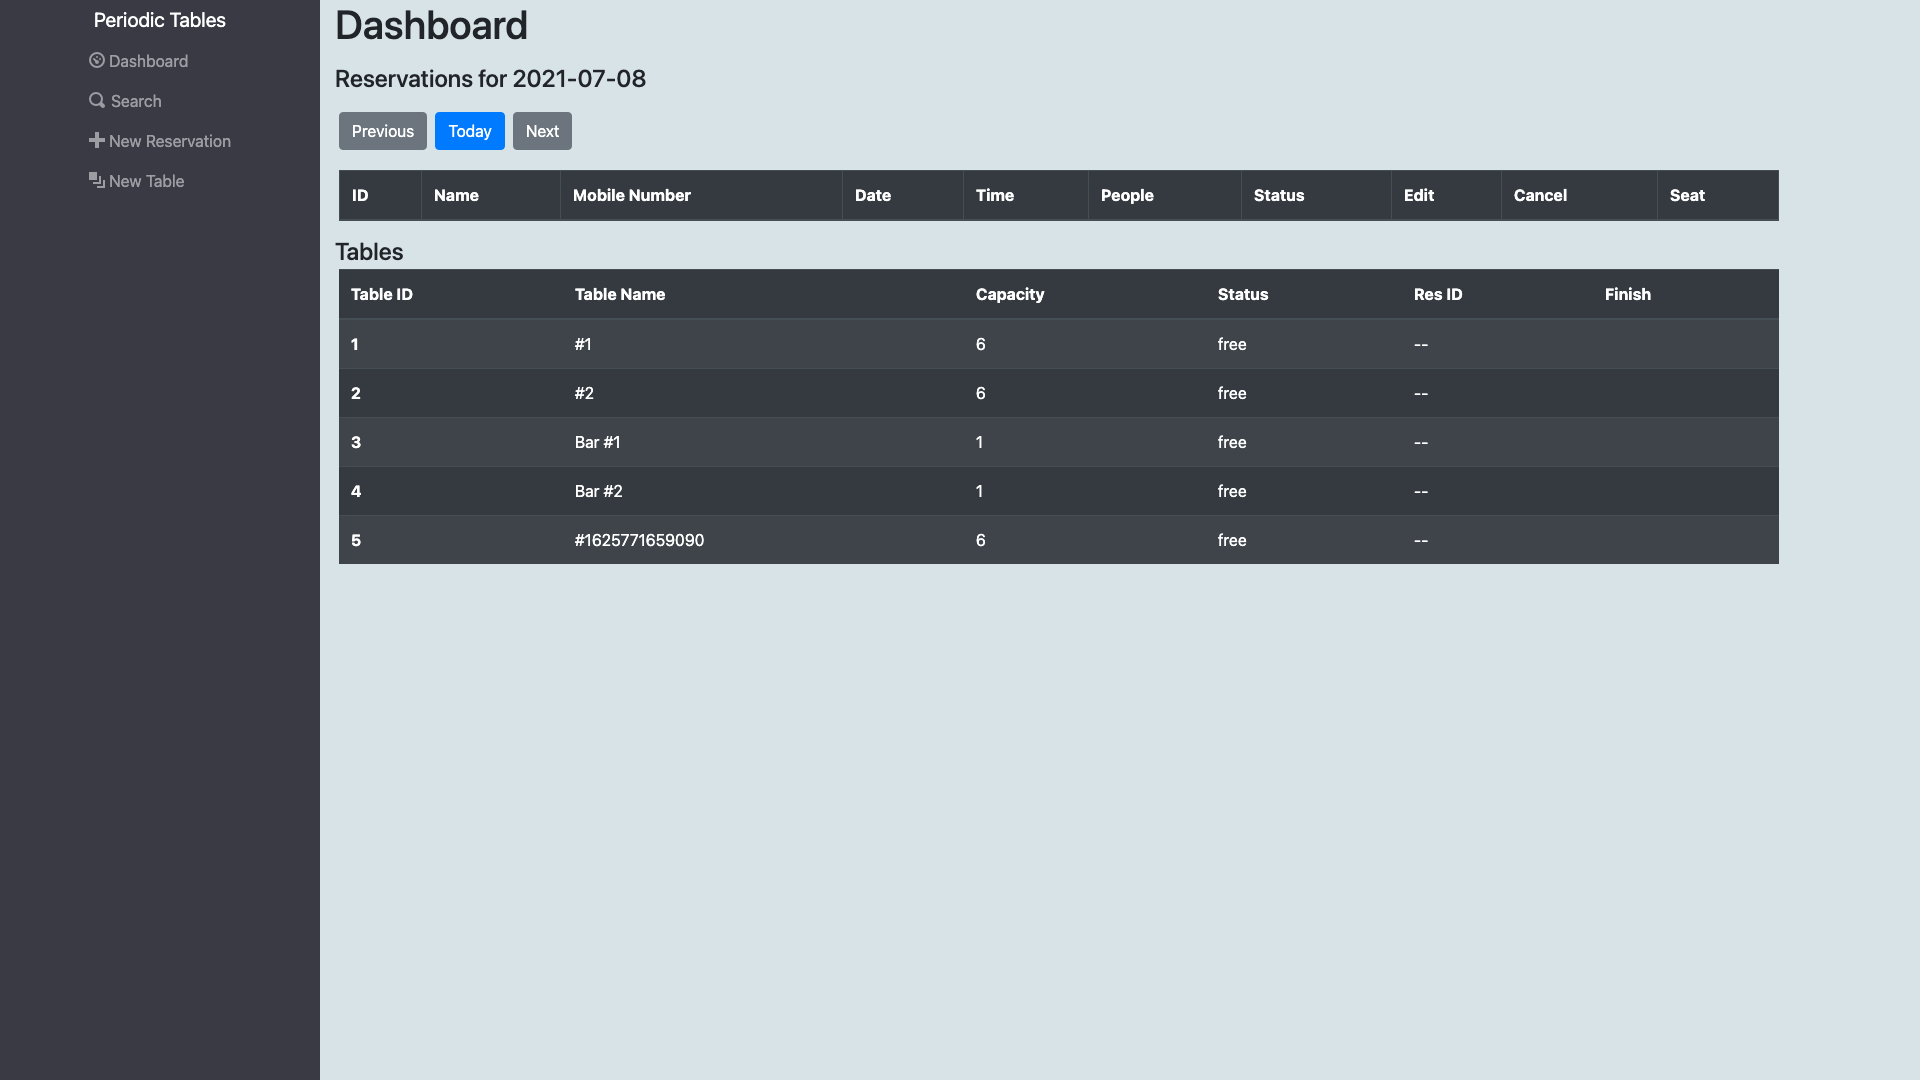 Periodic Tables
Dashboard
Search
New Reservation
New Table
Dashboard
Reservations for 2021-07-08
Previous Today Next
ID Name Mobile Number Date Time People Status Edit Cancel Seat
Tables
Table ID Table Name Capacity Status Res ID Finish
1 #1 6 free --
2 #2 6 free --
3 Bar #1 1 free --
4 Bar #2 1 free --
5 #1625771659090 6 free --